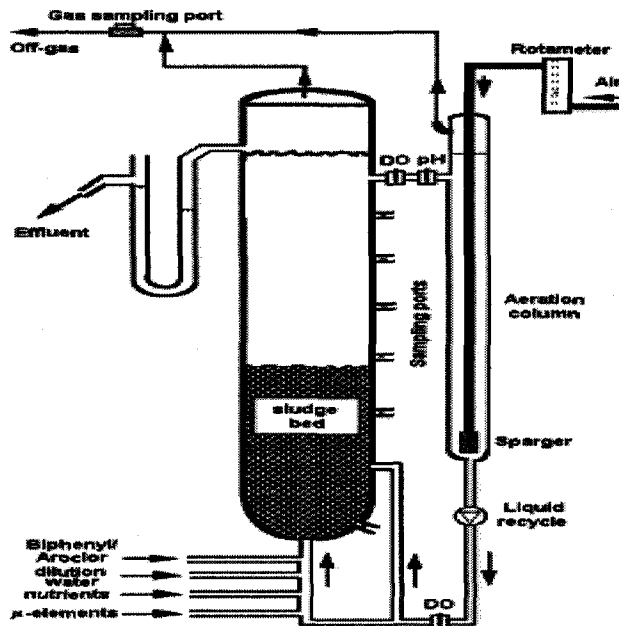 Gas sampling port
Off-gas
Rotameter
Air
DO pH
Effluent
Sampling ports
Aeration
column
sludge
bed
Sparger
Liquid
recycle
Biphenyl/
Aroclor
dilution
water
nutrients
µ-elements
DO